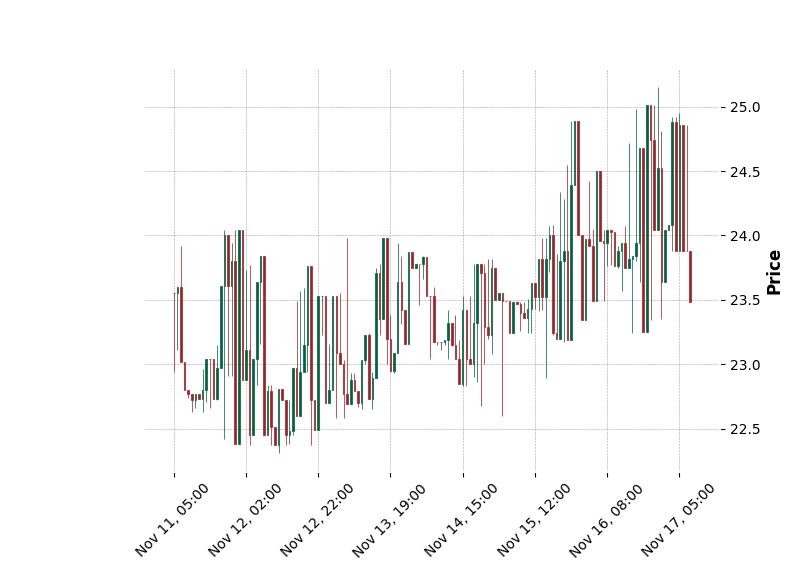 25.0
24.5
24.0
23.5
23.0
22.5
Price
Nov 11, 05:00
Nov 12, 02:00
Nov 12, 22:00
Nov 13, 19:00
Nov 14, 15:00
Nov 15, 12:00
Nov 16, 08:00
Nov 17, 05:00